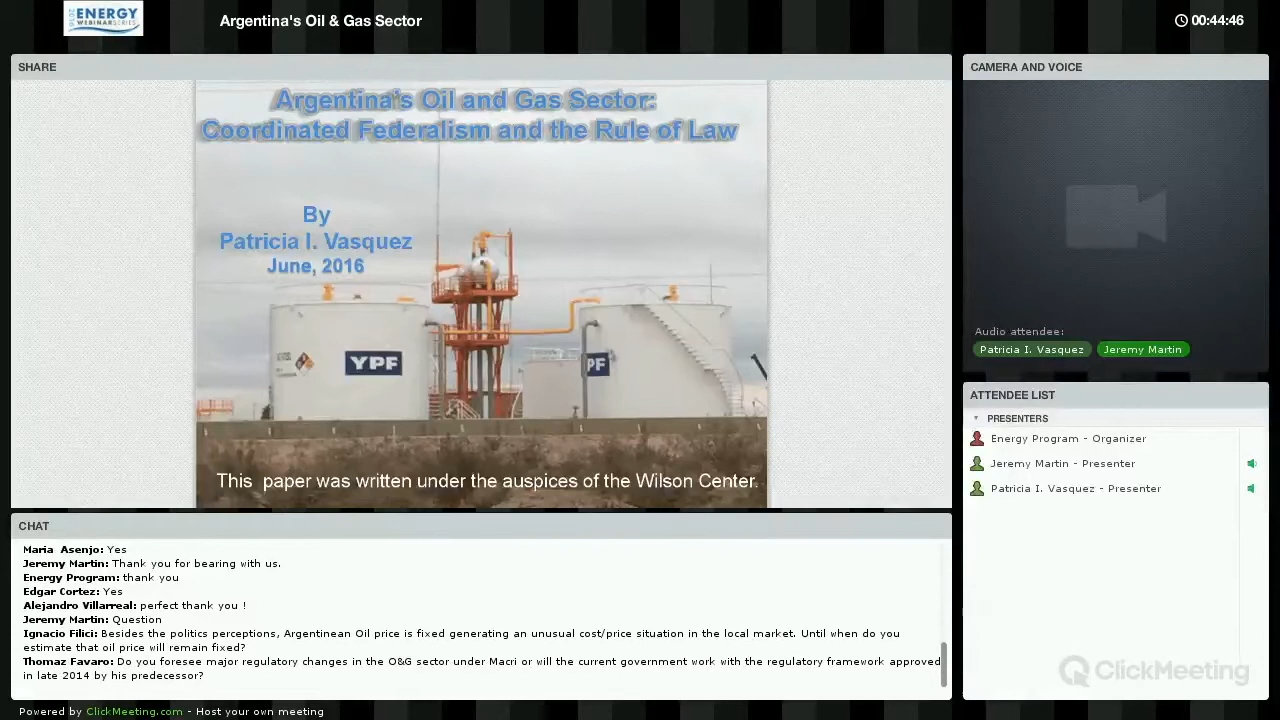 2016 ENERGY
WEBINAR SERIES
Argentina's Oil & Gas Sector
00:44:46
SHARE
Argentina's Oil and Gas Sector:
Coordinated Federalism and the Rule of Law
By
Patricia I. Vasquez
June, 2016
YPF
PF
This paper was written under the auspices of the Wilson Center.
CAMERA AND VOICE
Audio attendee:
Patricia I. Vasquez Jeremy Martin
ATTENDEE LIST
PRESENTERS
Energy Program - Organizer
Jeremy Martin - Presenter
Patricia I. Vasquez - Presenter
CHAT
Maria Asenjo: Yes
Jeremy Martin: Thank you for bearing with us.
Energy Program: thank you
Edgar Cortez: Yes
Alejandro Villarreal: perfect thank you !
Jeremy Martin: Question
Ignacio Filici: Besides the politics perceptions, Argentinean Oil price is fixed generating an unusual cost/price situation in the local market. Until when do you
estimate that oil price will remain fixed?
Thomaz Favaro: Do you foresee major regulatory changes in the O&G sector under Macri or will the current government work with the regulatory framework approved
in late 2014 by his predecessor?
ClickMeeting
Powered by ClickMeeting.com - Host your own meeting